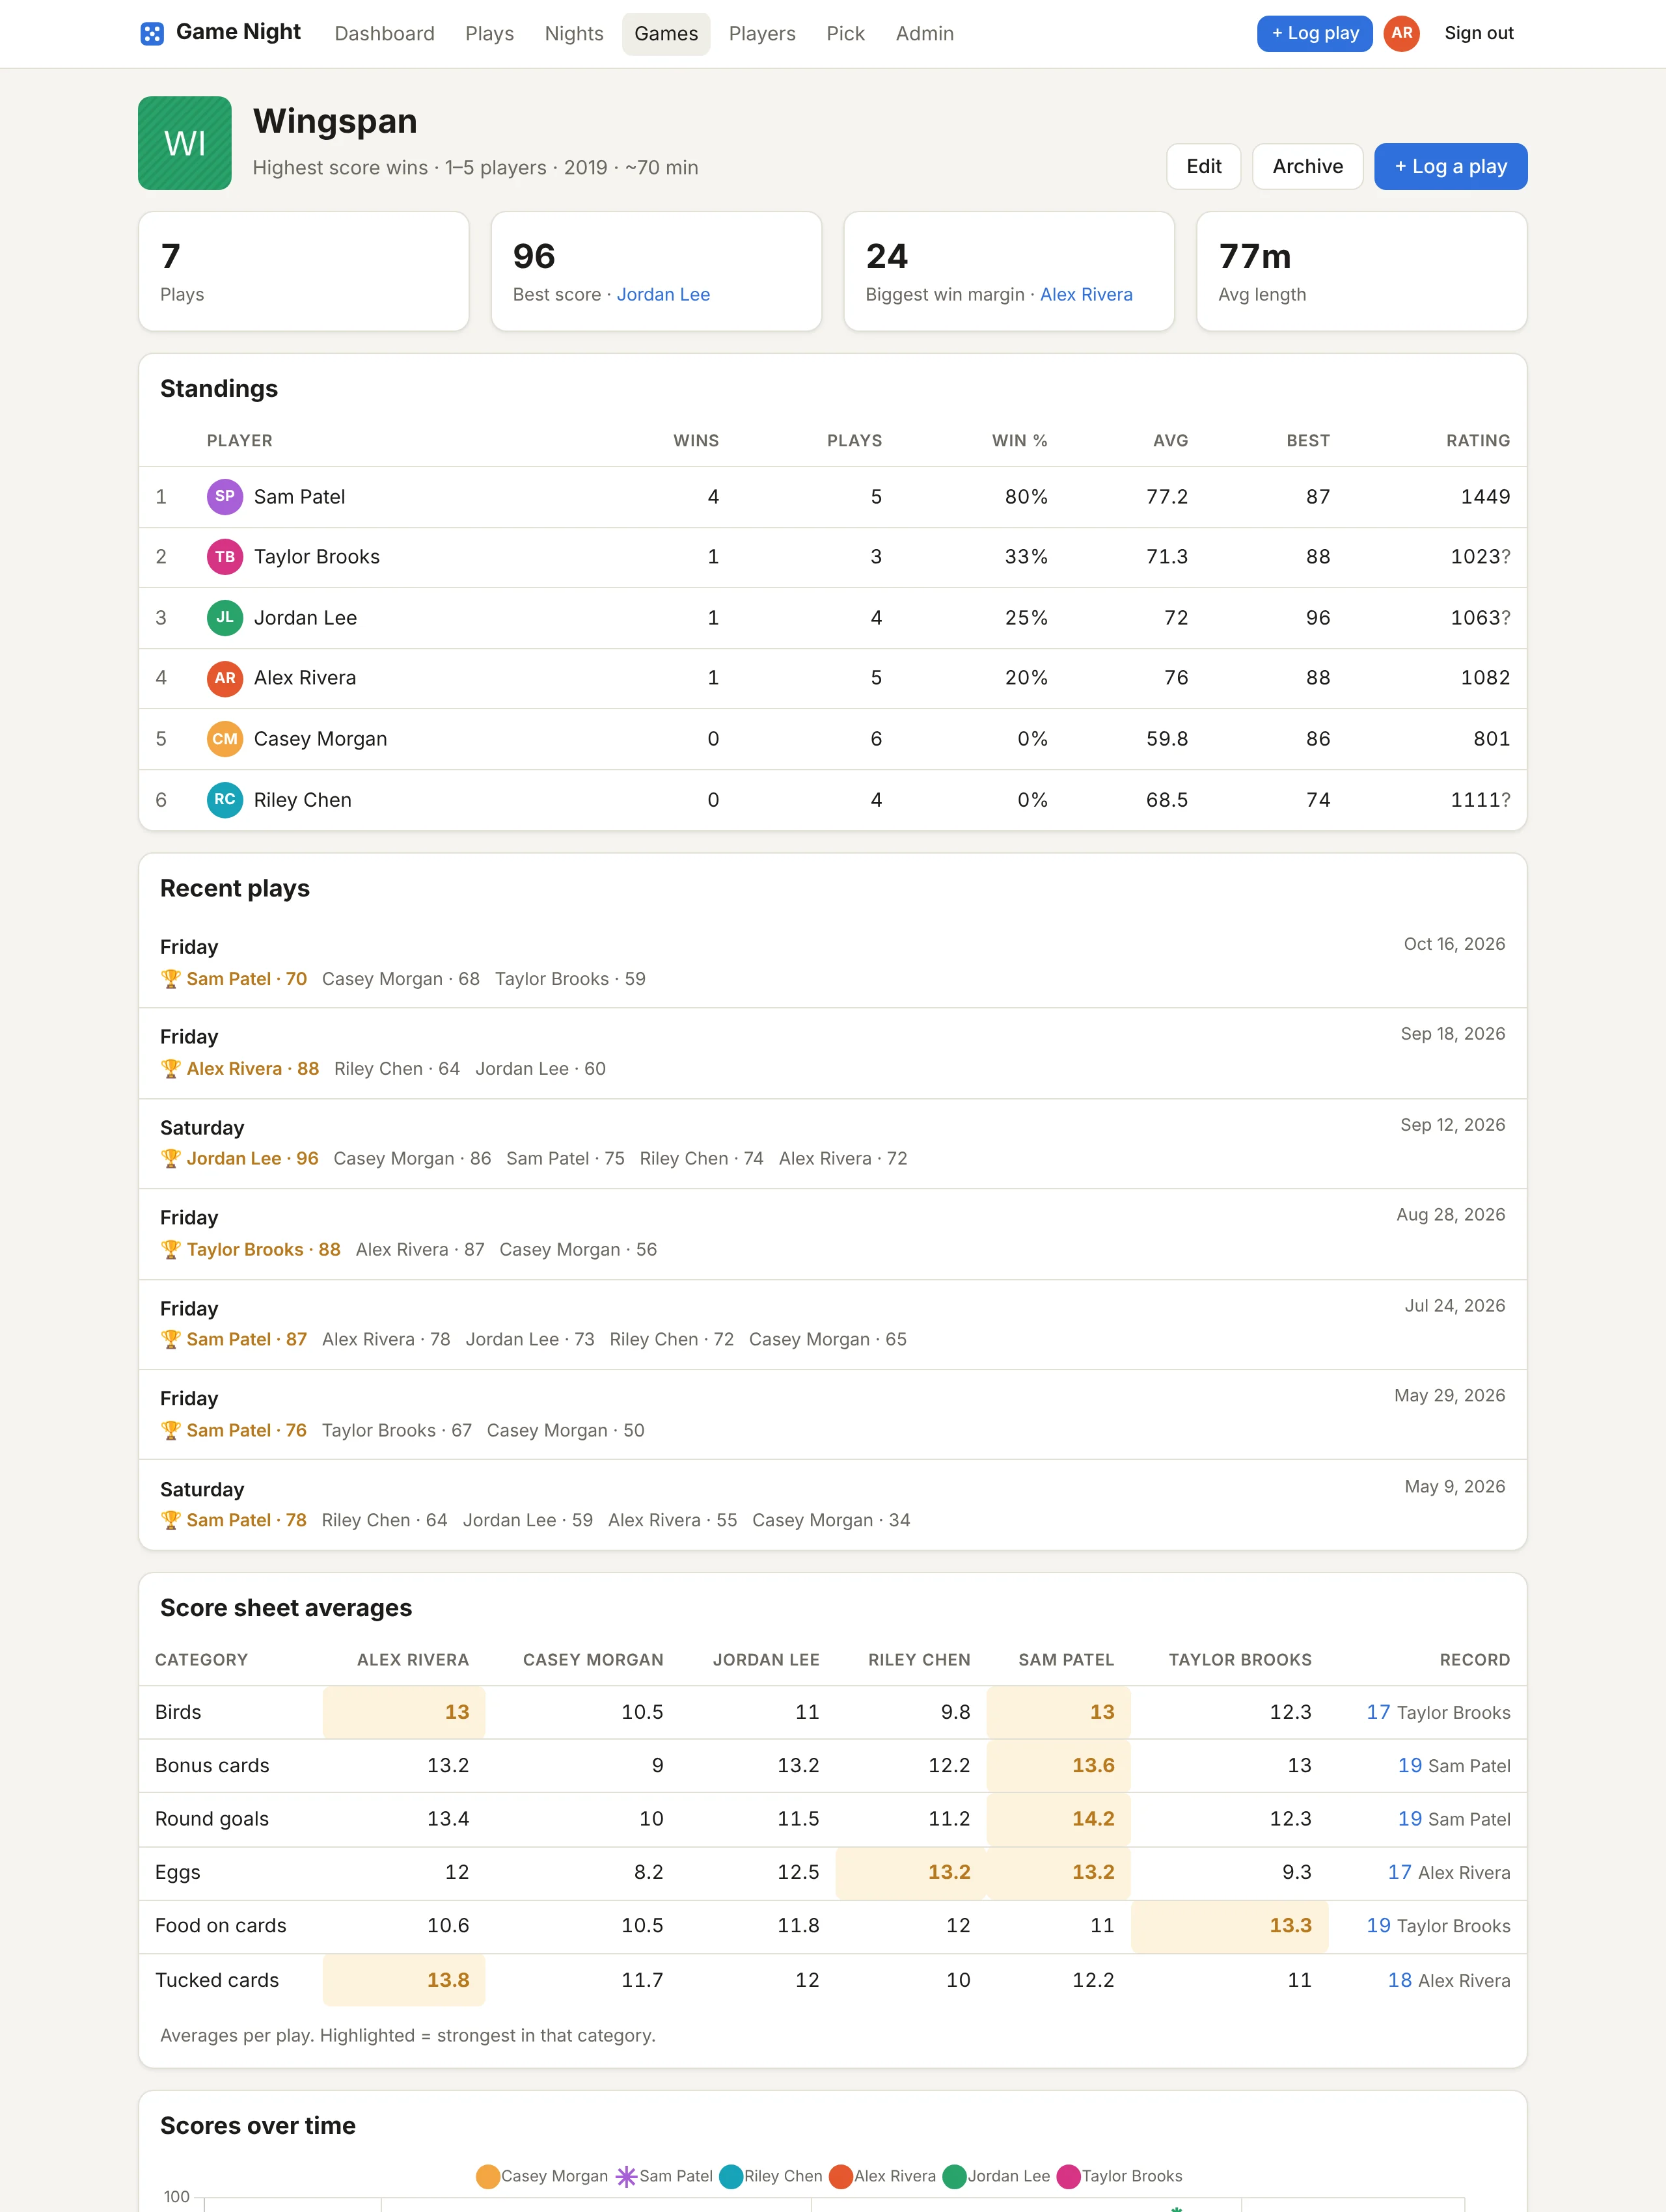 Game Night Dashboard Plays Nights Games Players Pick Admin + Log play AR Sign out
WI
Wingspan
Highest score wins · 1–5 players · 2019 · ~70 min
Edit Archive + Log a play
7
Plays
96
Best score · Jordan Lee
24
Biggest win margin · Alex Rivera
77m
Avg length
Standings
PLAYER WINS PLAYS WIN % AVG BEST RATING
1 SP Sam Patel 4 5 80% 77.2 87 1449
2 TB Taylor Brooks 1 3 33% 71.3 88 1023?
3 JL Jordan Lee 1 4 25% 72 96 1063?
4 AR Alex Rivera 1 5 20% 76 88 1082
5 CM Casey Morgan 0 6 0% 59.8 86 801
6 RC Riley Chen 0 4 0% 68.5 74 1111?
Recent plays
Friday Oct 16, 2026
🏆 Sam Patel · 70 Casey Morgan · 68 Taylor Brooks · 59
Friday Sep 18, 2026
🏆 Alex Rivera · 88 Riley Chen · 64 Jordan Lee · 60
Saturday Sep 12, 2026
🏆 Jordan Lee · 96 Casey Morgan · 86 Sam Patel · 75 Riley Chen · 74 Alex Rivera · 72
Friday Aug 28, 2026
🏆 Taylor Brooks · 88 Alex Rivera · 87 Casey Morgan · 56
Friday Jul 24, 2026
🏆 Sam Patel · 87 Alex Rivera · 78 Jordan Lee · 73 Riley Chen · 72 Casey Morgan · 65
Friday May 29, 2026
🏆 Sam Patel · 76 Taylor Brooks · 67 Casey Morgan · 50
Saturday May 9, 2026
🏆 Sam Patel · 78 Riley Chen · 64 Jordan Lee · 59 Alex Rivera · 55 Casey Morgan · 34
Score sheet averages
CATEGORY ALEX RIVERA CASEY MORGAN JORDAN LEE RILEY CHEN SAM PATEL TAYLOR BROOKS RECORD
Birds 13 10.5 11 9.8 13 12.3 17 Taylor Brooks
Bonus cards 13.2 9 13.2 12.2 13.6 13 19 Sam Patel
Round goals 13.4 10 11.5 11.2 14.2 12.3 19 Sam Patel
Eggs 12 8.2 12.5 13.2 13.2 9.3 17 Alex Rivera
Food on cards 10.6 10.5 11.8 12 11 13.3 19 Taylor Brooks
Tucked cards 13.8 11.7 12 10 12.2 11 18 Alex Rivera
Averages per play. Highlighted = strongest in that category.
Scores over time
Casey Morgan Sam Patel Riley Chen Alex Rivera Jordan Lee Taylor Brooks
100